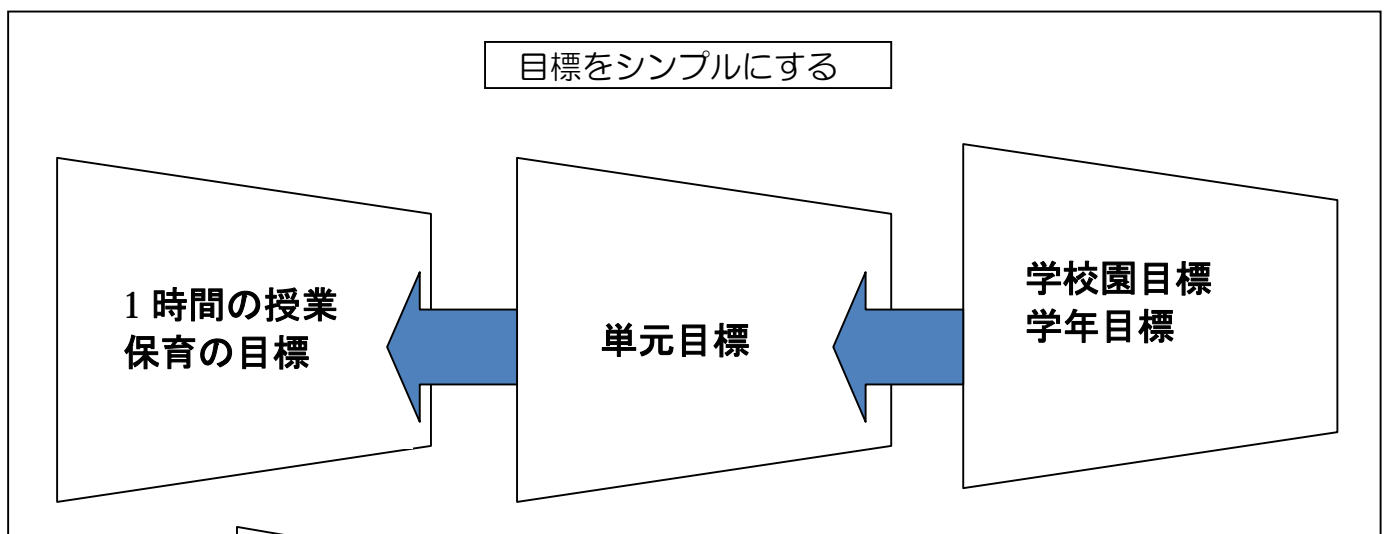 目標をシンプルにする
1 時間の授業
保育の目標
単元目標
学校園目標
学年目標